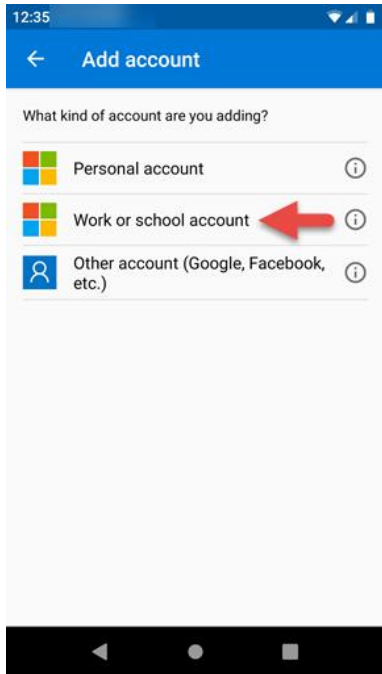 12:35
Add account
What kind of account are you adding?
Personal account
Work or school account
Other account (Google, Facebook,
etc.)